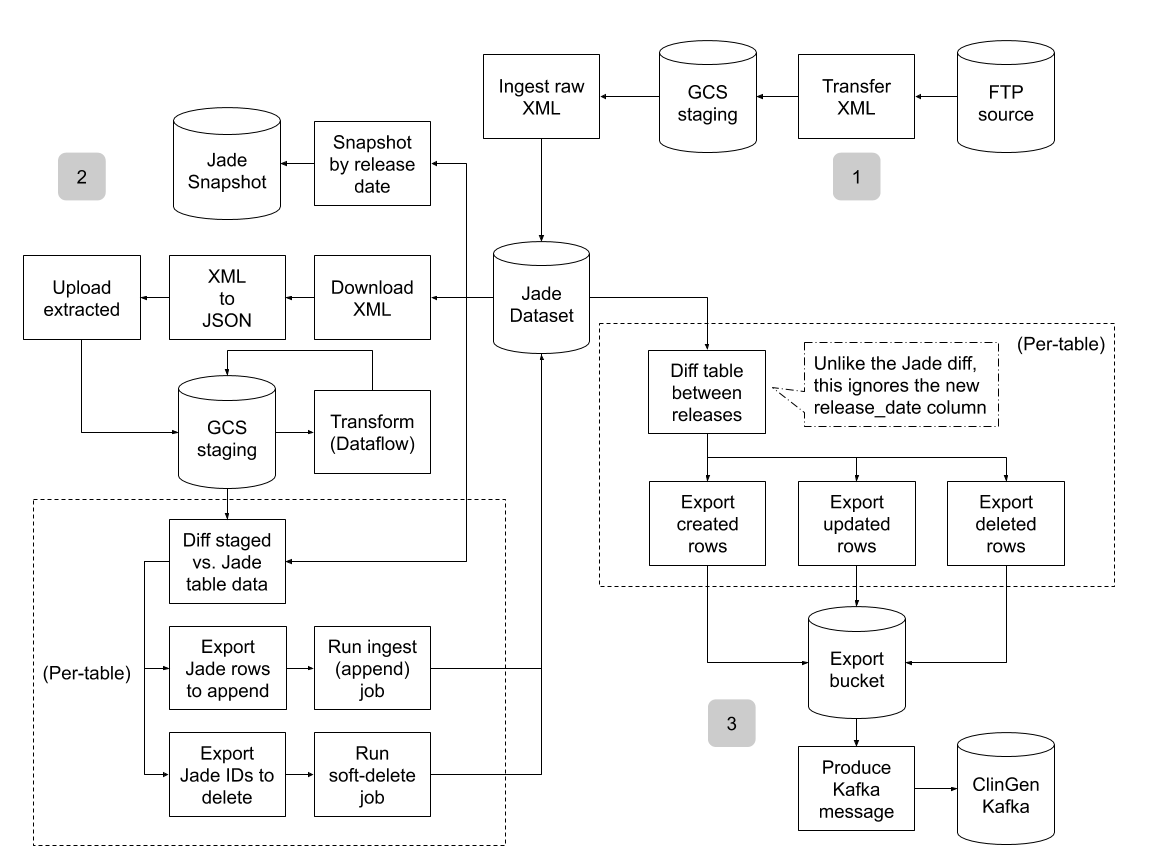 Ingest raw
XML
GCS
staging
Transfer
XML
FTP
source
1
2
Jade
Snapshot
Snapshot
by release
date
Upload
extracted
XML
to
JSON
Download
XML
Jade
Dataset
GCS
staging
Transform
(Dataflow)
(Per-table)
Diff table
between
releases
Unlike the Jade diff,
this ignores the new
release_date column
Export
created
rows
Export
updated
rows
Export
deleted
rows
Diff staged
vs. Jade
table data
(Per-table)
Export
Jade rows
to append
Run ingest
(append)
job
Export
Jade IDs to
delete
Run
soft-delete
job
Export
bucket
3
Produce
Kafka
message
ClinGen
Kafka